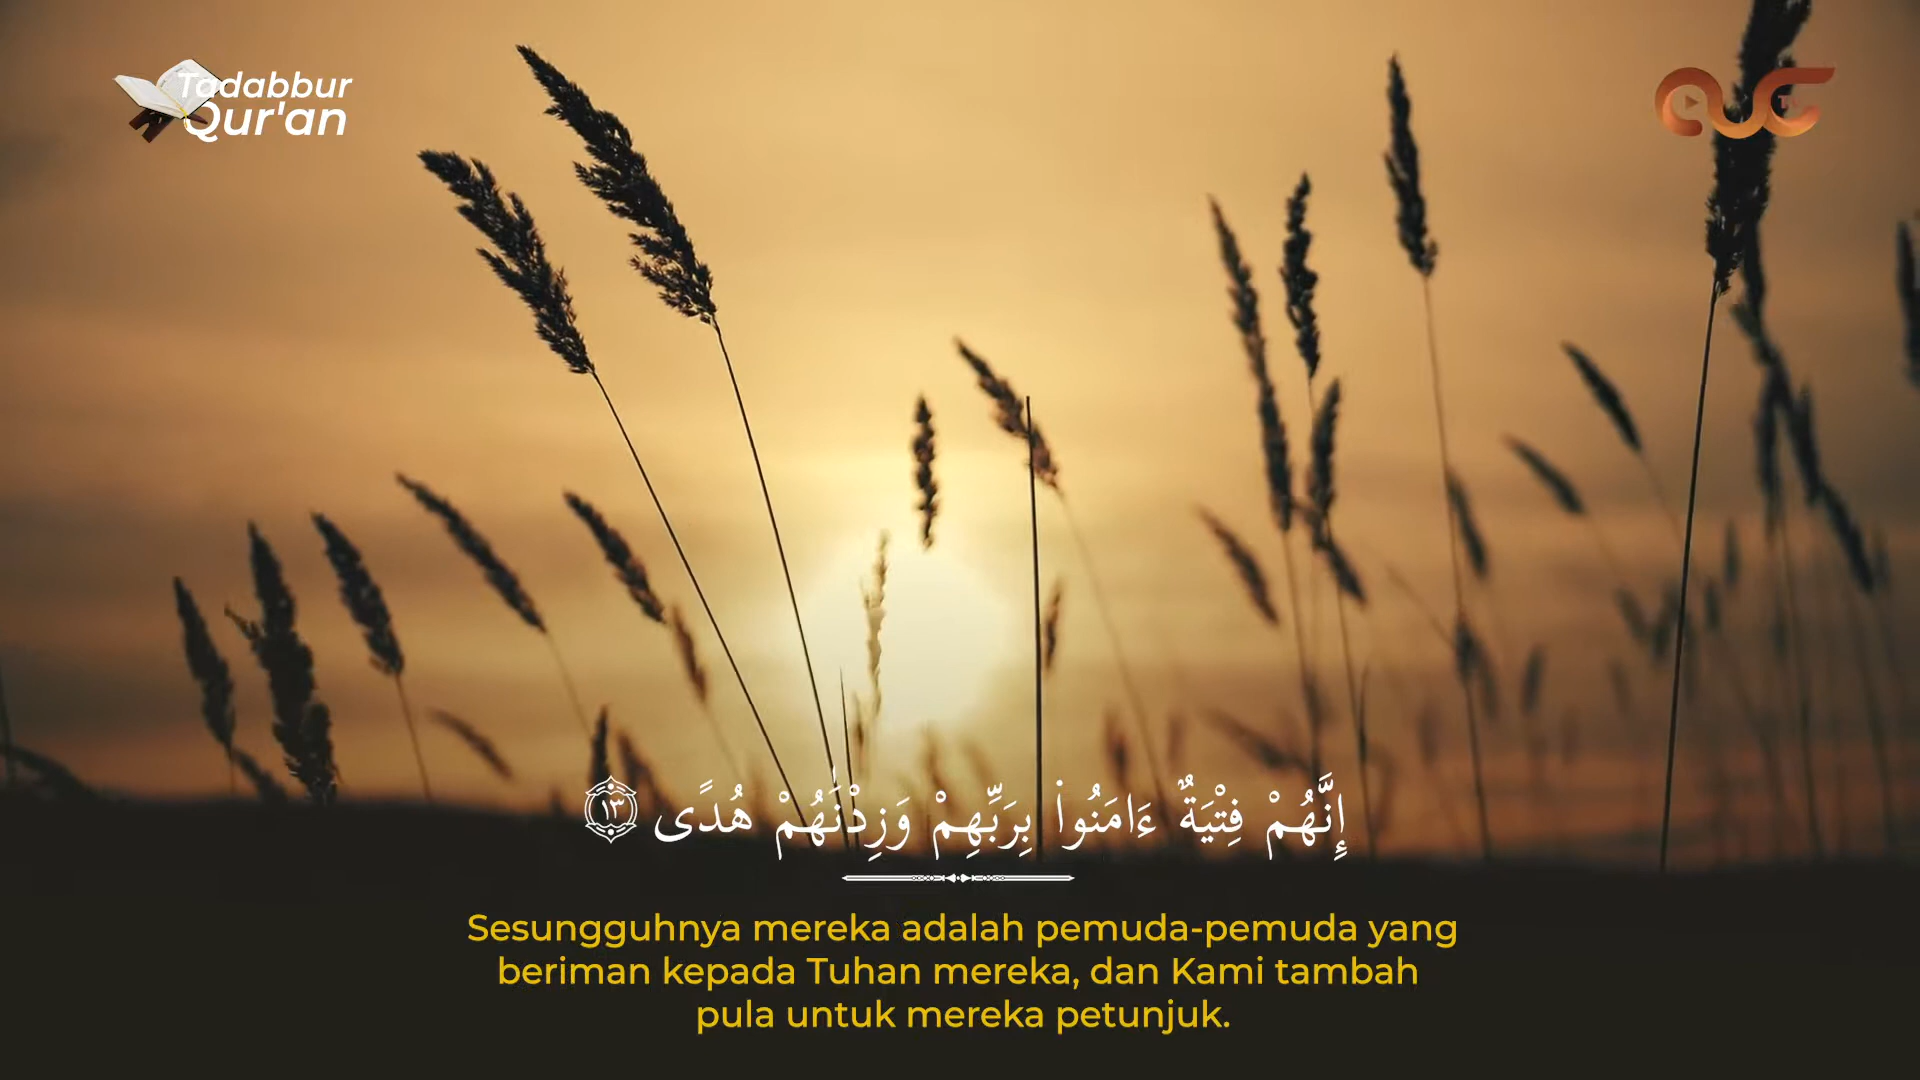 Tadabbur
Qur'an
إِنَّهُمْ فِتْيَةٌ ءَامَنُوا۟ بِرَبِّهِمْ وَزِدْنَٰهُمْ هُدًى ١٣
Sesungguhnya mereka adalah pemuda-pemuda yang
beriman kepada Tuhan mereka, dan Kami tambah
pula untuk mereka petunjuk.